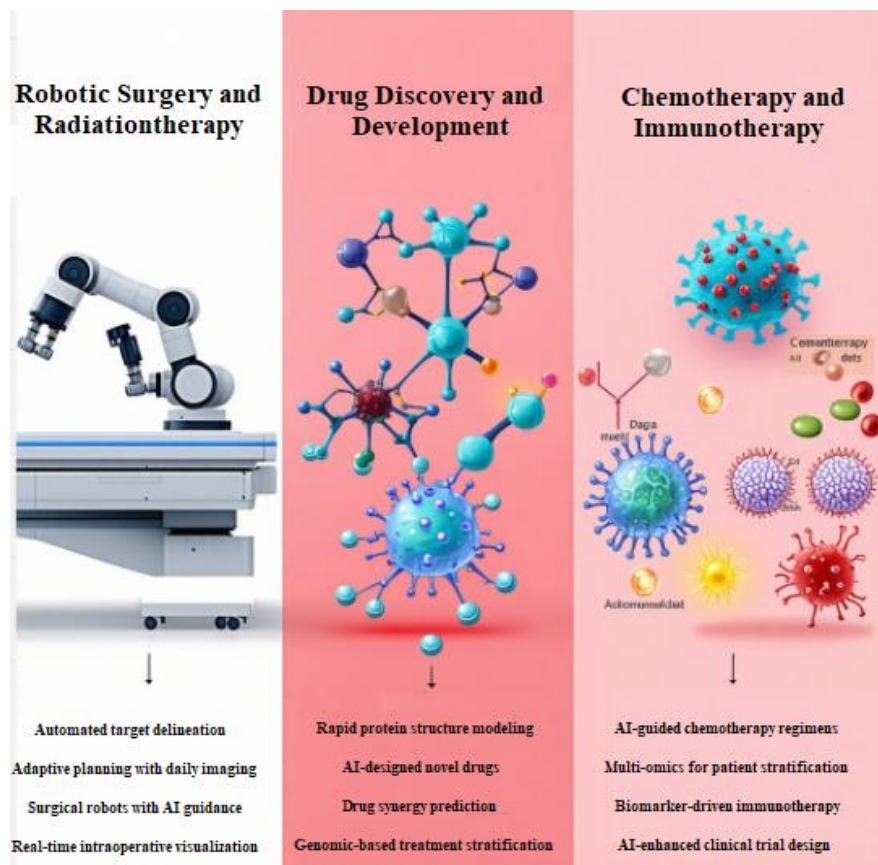 Robotic Surgery and
Radiationtherapy
Drug Discovery and
Development
Chemotherapy and
Immunotherapy
Daga
Automated target delineation
Adaptive planning with daily imaging
Surgical robots with AI guidance
Real-time intraoperative visualization
Rapid protein structure modeling
AI-designed novel drugs
Drug synergy prediction
Genomic-based treatment stratification
AI-guided chemotherapy regimens
Multi-omics for patient stratification
Biomarker-driven immunotherapy
AI-enhanced clinical trial design